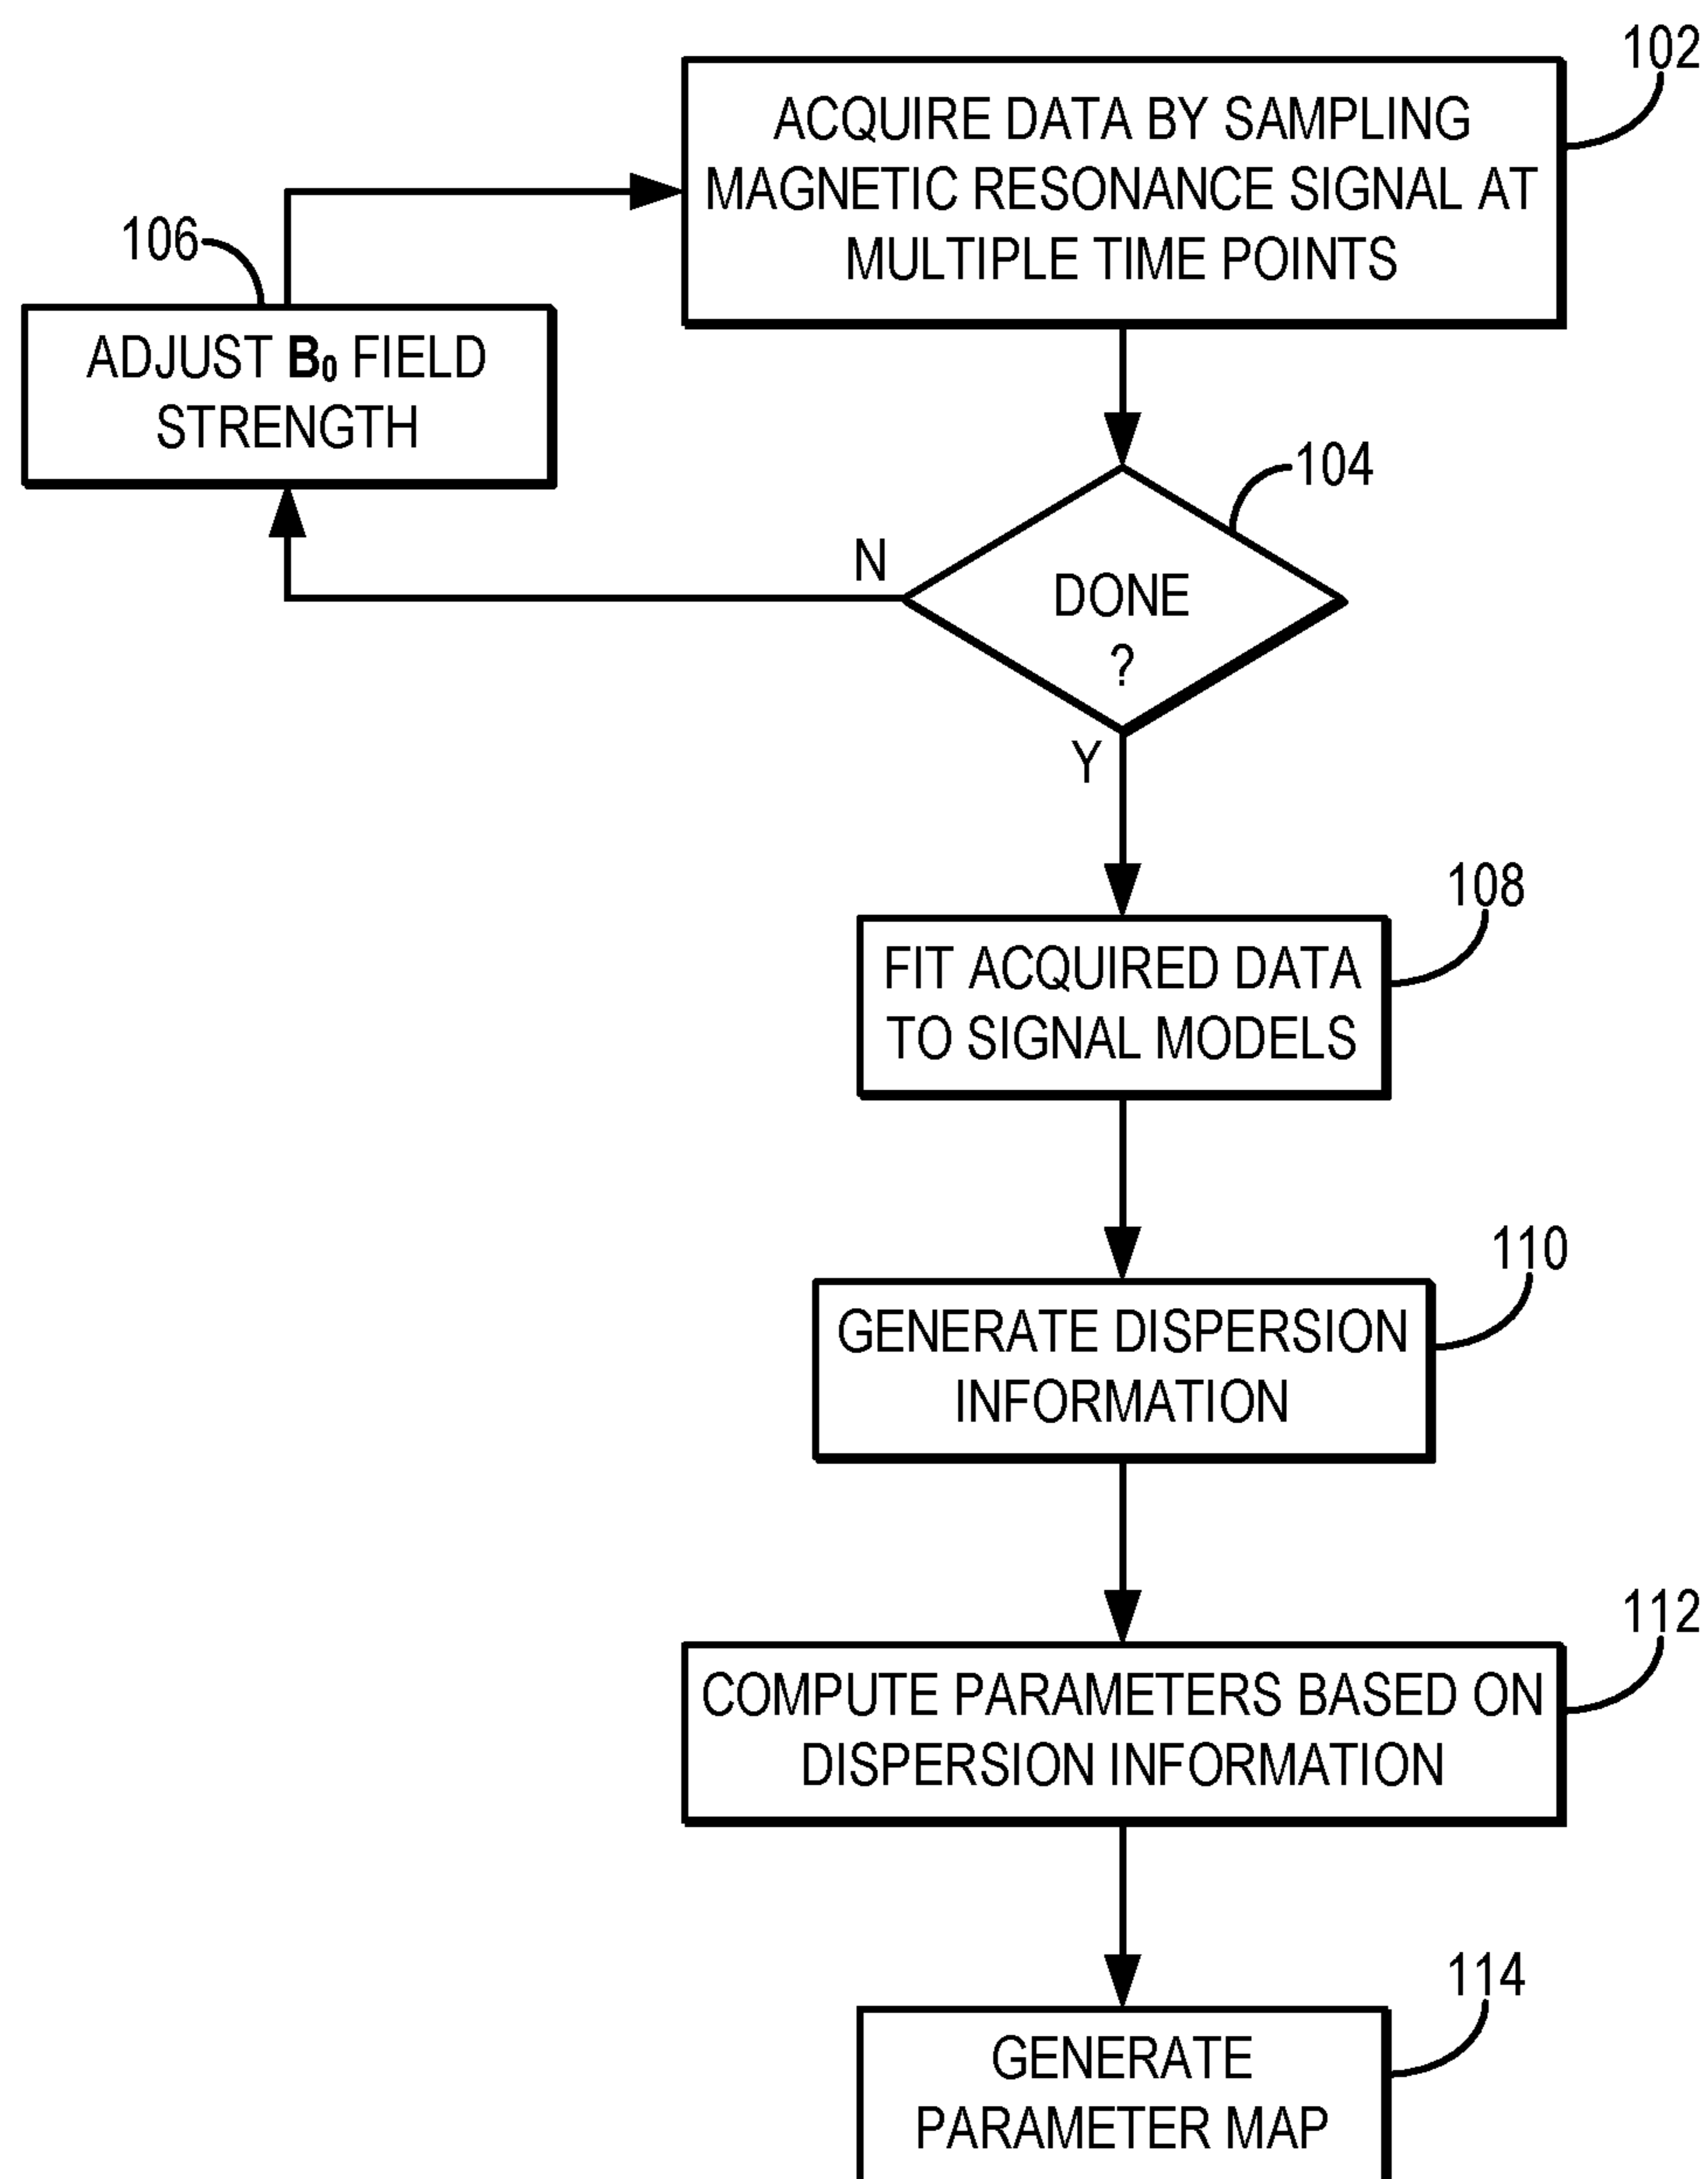 102
ACQUIRE DATA BY SAMPLING
MAGNETIC RESONANCE SIGNAL AT
MULTIPLE TIME POINTS
106
ADJUST B₀ FIELD
STRENGTH
104
N
DONE
?
Y
108
FIT ACQUIRED DATA
TO SIGNAL MODELS
110
GENERATE DISPERSION
INFORMATION
112
COMPUTE PARAMETERS BASED ON
DISPERSION INFORMATION
114
GENERATE
PARAMETER MAP